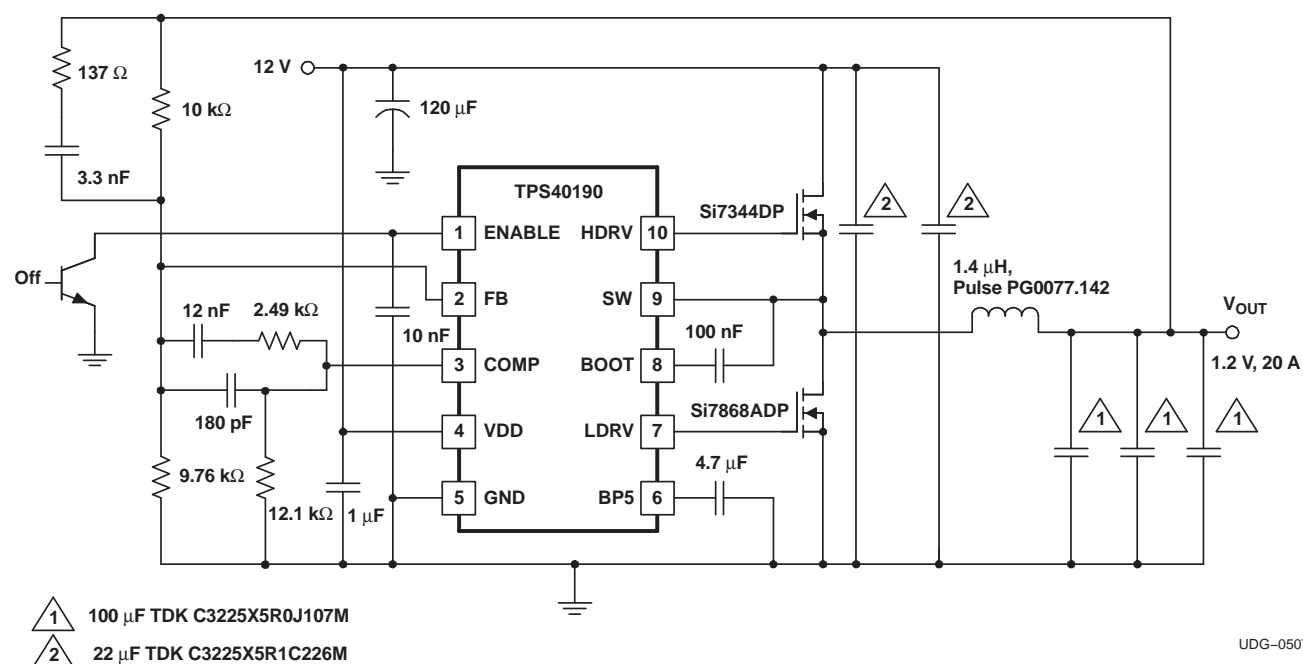 137 Ω
10 kΩ
3.3 nF
12 V
120 μF
TPS40190
1 ENABLE HDRV 10
2 FB SW 9
3 COMP BOOT 8
4 VDD LDRV 7
5 GND BP5 6
Si7344DP
2
2
Off
12 nF
2.49 kΩ
10 nF
100 nF
1.4 μH,
Pulse PG0077.142
VOUT
1.2 V, 20 A
180 pF
Si7868ADP
1
1
1
9.76 kΩ
12.1 kΩ
1 μF
4.7 μF
1 100 μF TDK C3225X5R0J107M
2 22 μF TDK C3225X5R1C226M